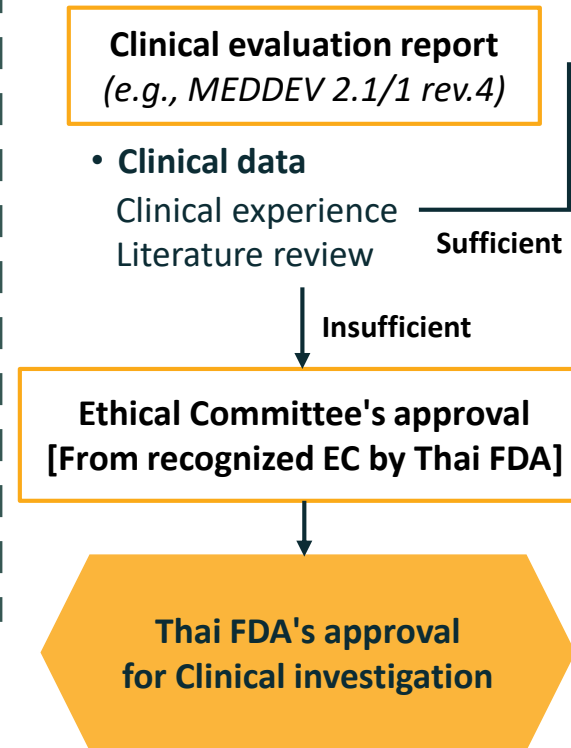 Clinical evaluation report
(e.g., MEDDEV 2.1/1 rev.4)
• Clinical data
Clinical experience
Literature review
Sufficient
Insufficient
Ethical Committee's approval
[From recognized EC by Thai FDA]
Thai FDA's approval
for Clinical investigation